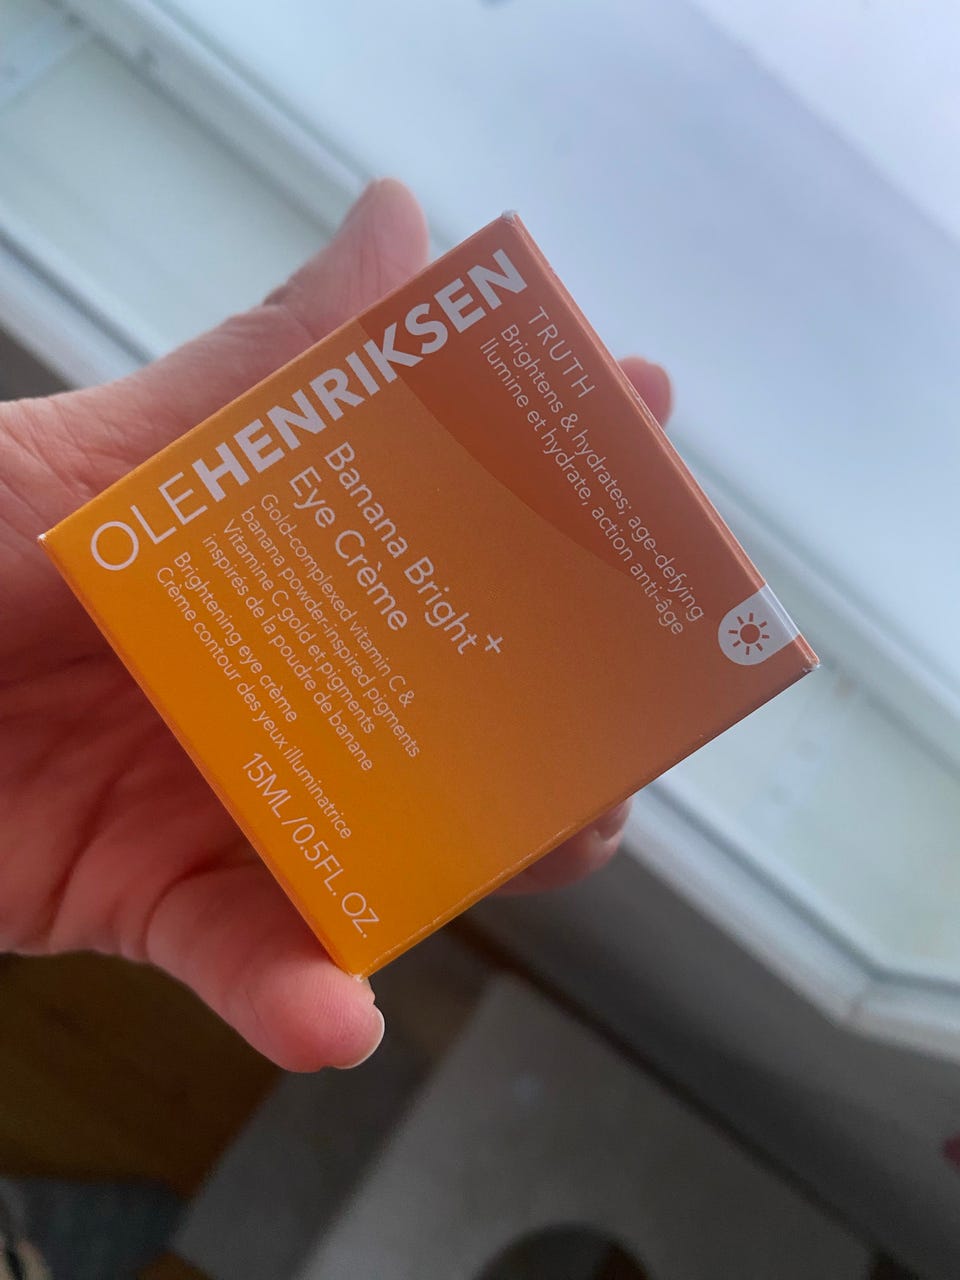 OLEHENRIKSEN
TRUTH
Brightens & hydrates; age-defying
Illumine et hydrate, action anti-âge
Banana Bright+
Eye Crème
Gold-complexed vitamin C &
banana powder-inspired pigments
Vitamine C gold et pigments
inspirés de la poudre de banane
Brightening eye crème
Crème contour des yeux illuminatrice
15ML/0.5FL. OZ.